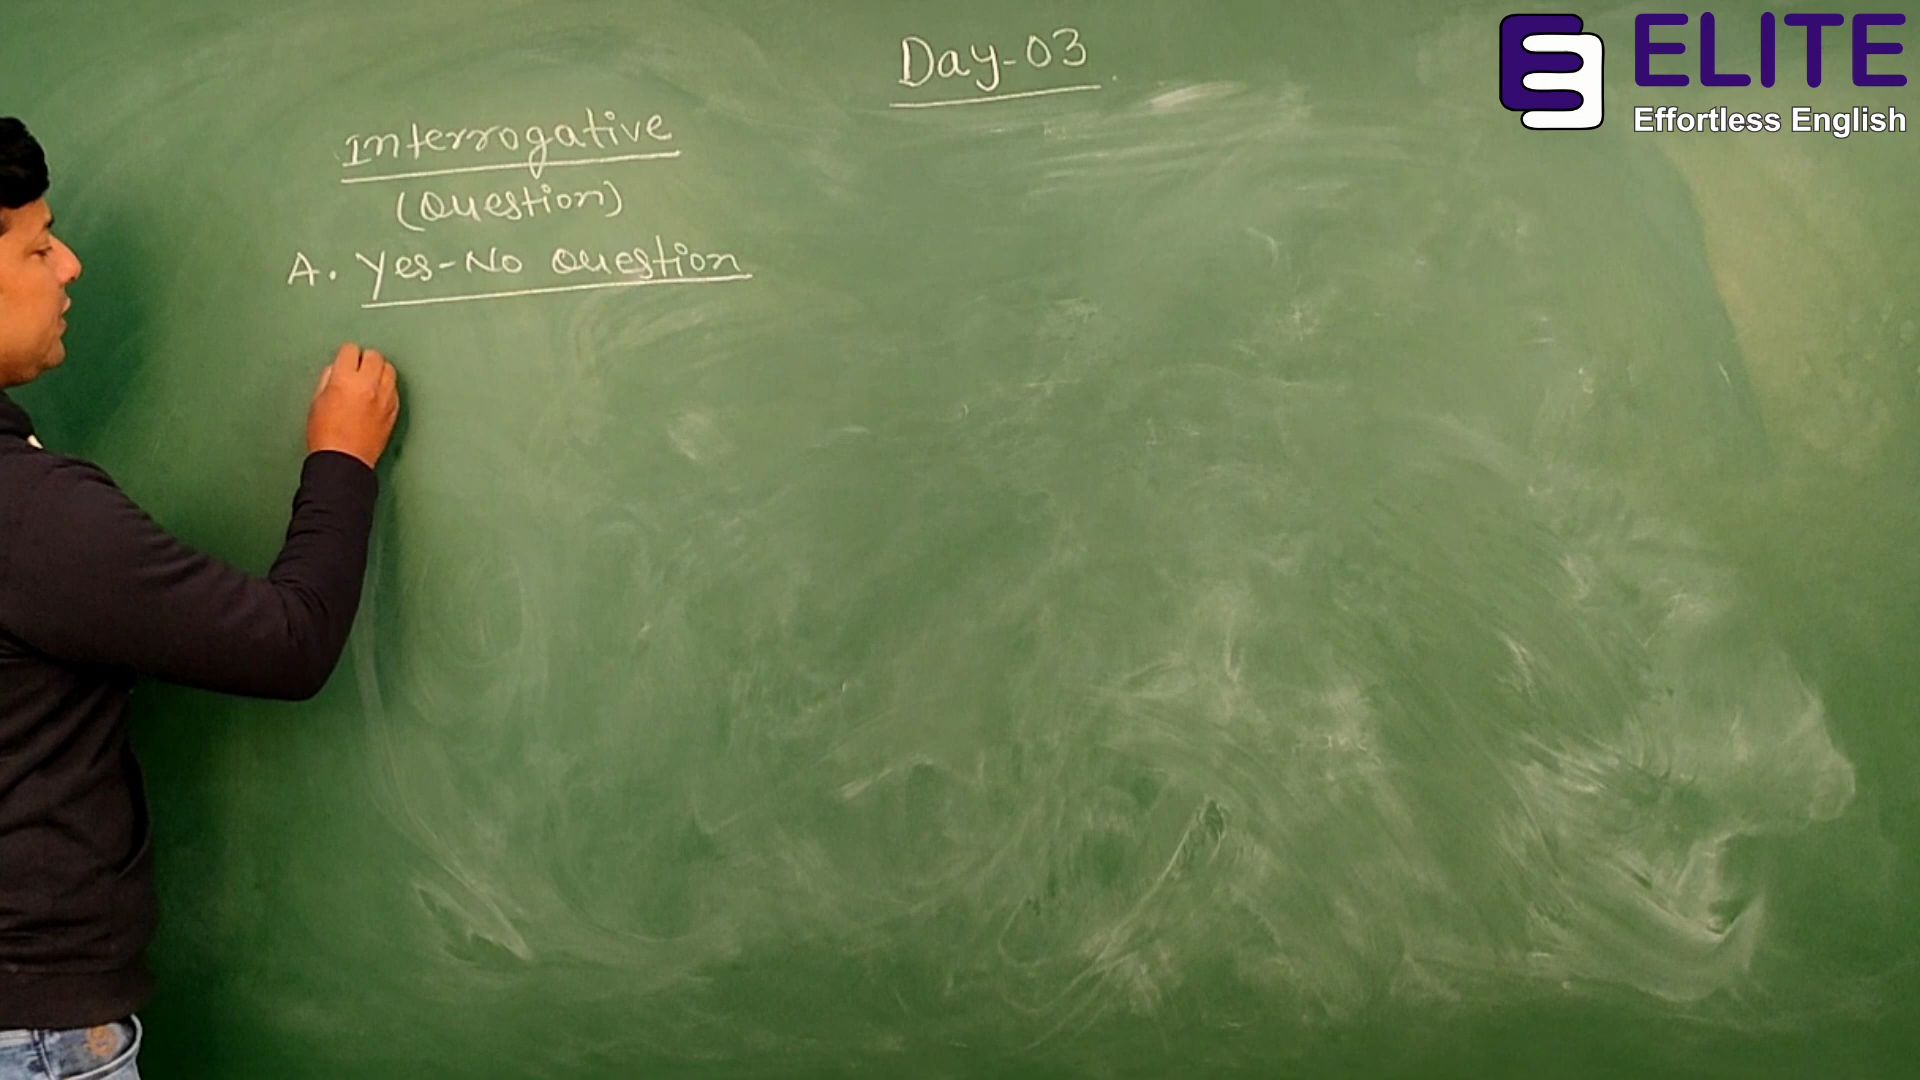 Day-03
ELITE
Effortless English
Interrogative
(Question)
A. Yes-No Question